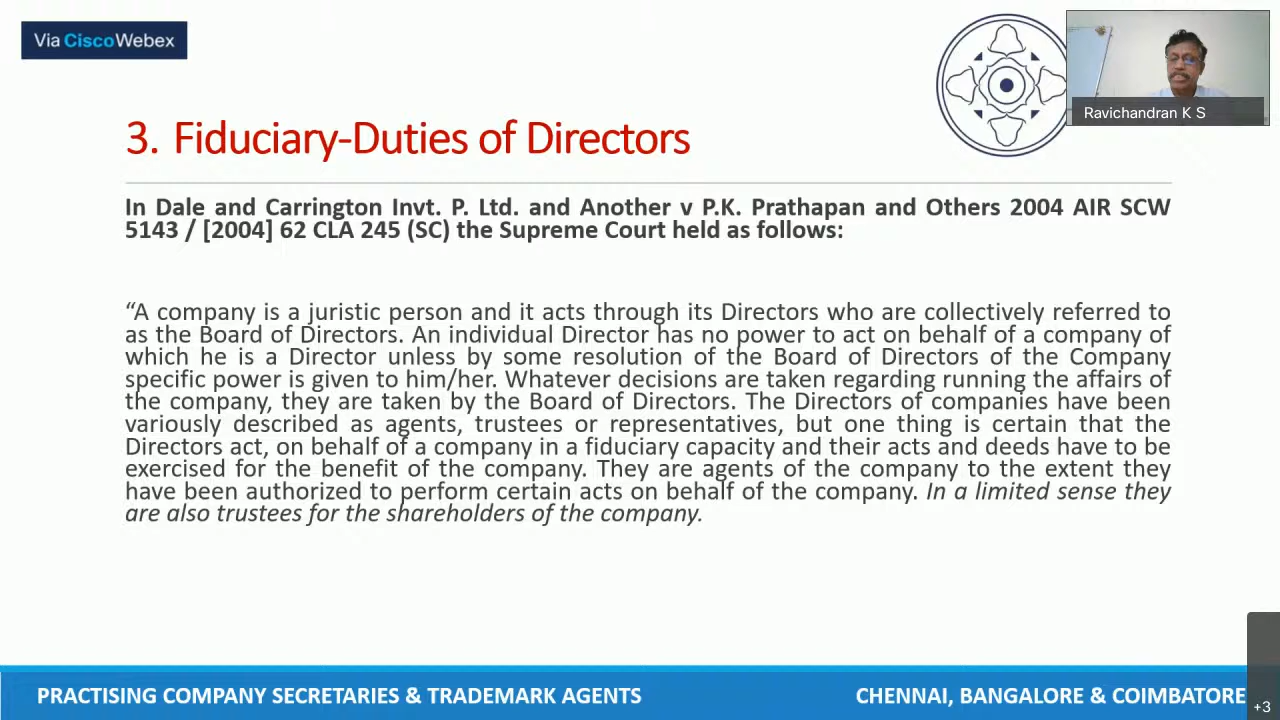 Via CiscoWebex
Ravichandran K S
3. Fiduciary-Duties of Directors
In Dale and Carrington Invt. P. Ltd. and Another v P.K. Prathapan and Others 2004 AIR SCW
5143 / [2004] 62 CLA 245 (SC) the Supreme Court held as follows:
“A company is a juristic person and it acts through its Directors who are collectively referred to
as the Board of Directors. An individual Director has no power to act on behalf of a company of
which he is a Director unless by some resolution of the Board of Directors of the Company
specific power is given to him/her. Whatever decisions are taken regarding running the affairs of
the company, they are taken by the Board of Directors. The Directors of companies have been
variously described as agents, trustees or representatives, but one thing is certain that the
Directors act, on behalf of a company in a fiduciary capacity and their acts and deeds have to be
exercised for the benefit of the company. They are agents of the company to the extent they
have been authorized to perform certain acts on behalf of the company. In a limited sense they
are also trustees for the shareholders of the company.
PRACTISING COMPANY SECRETARIES & TRADEMARK AGENTS
CHENNAI, BANGALORE & COIMBATORE
+3